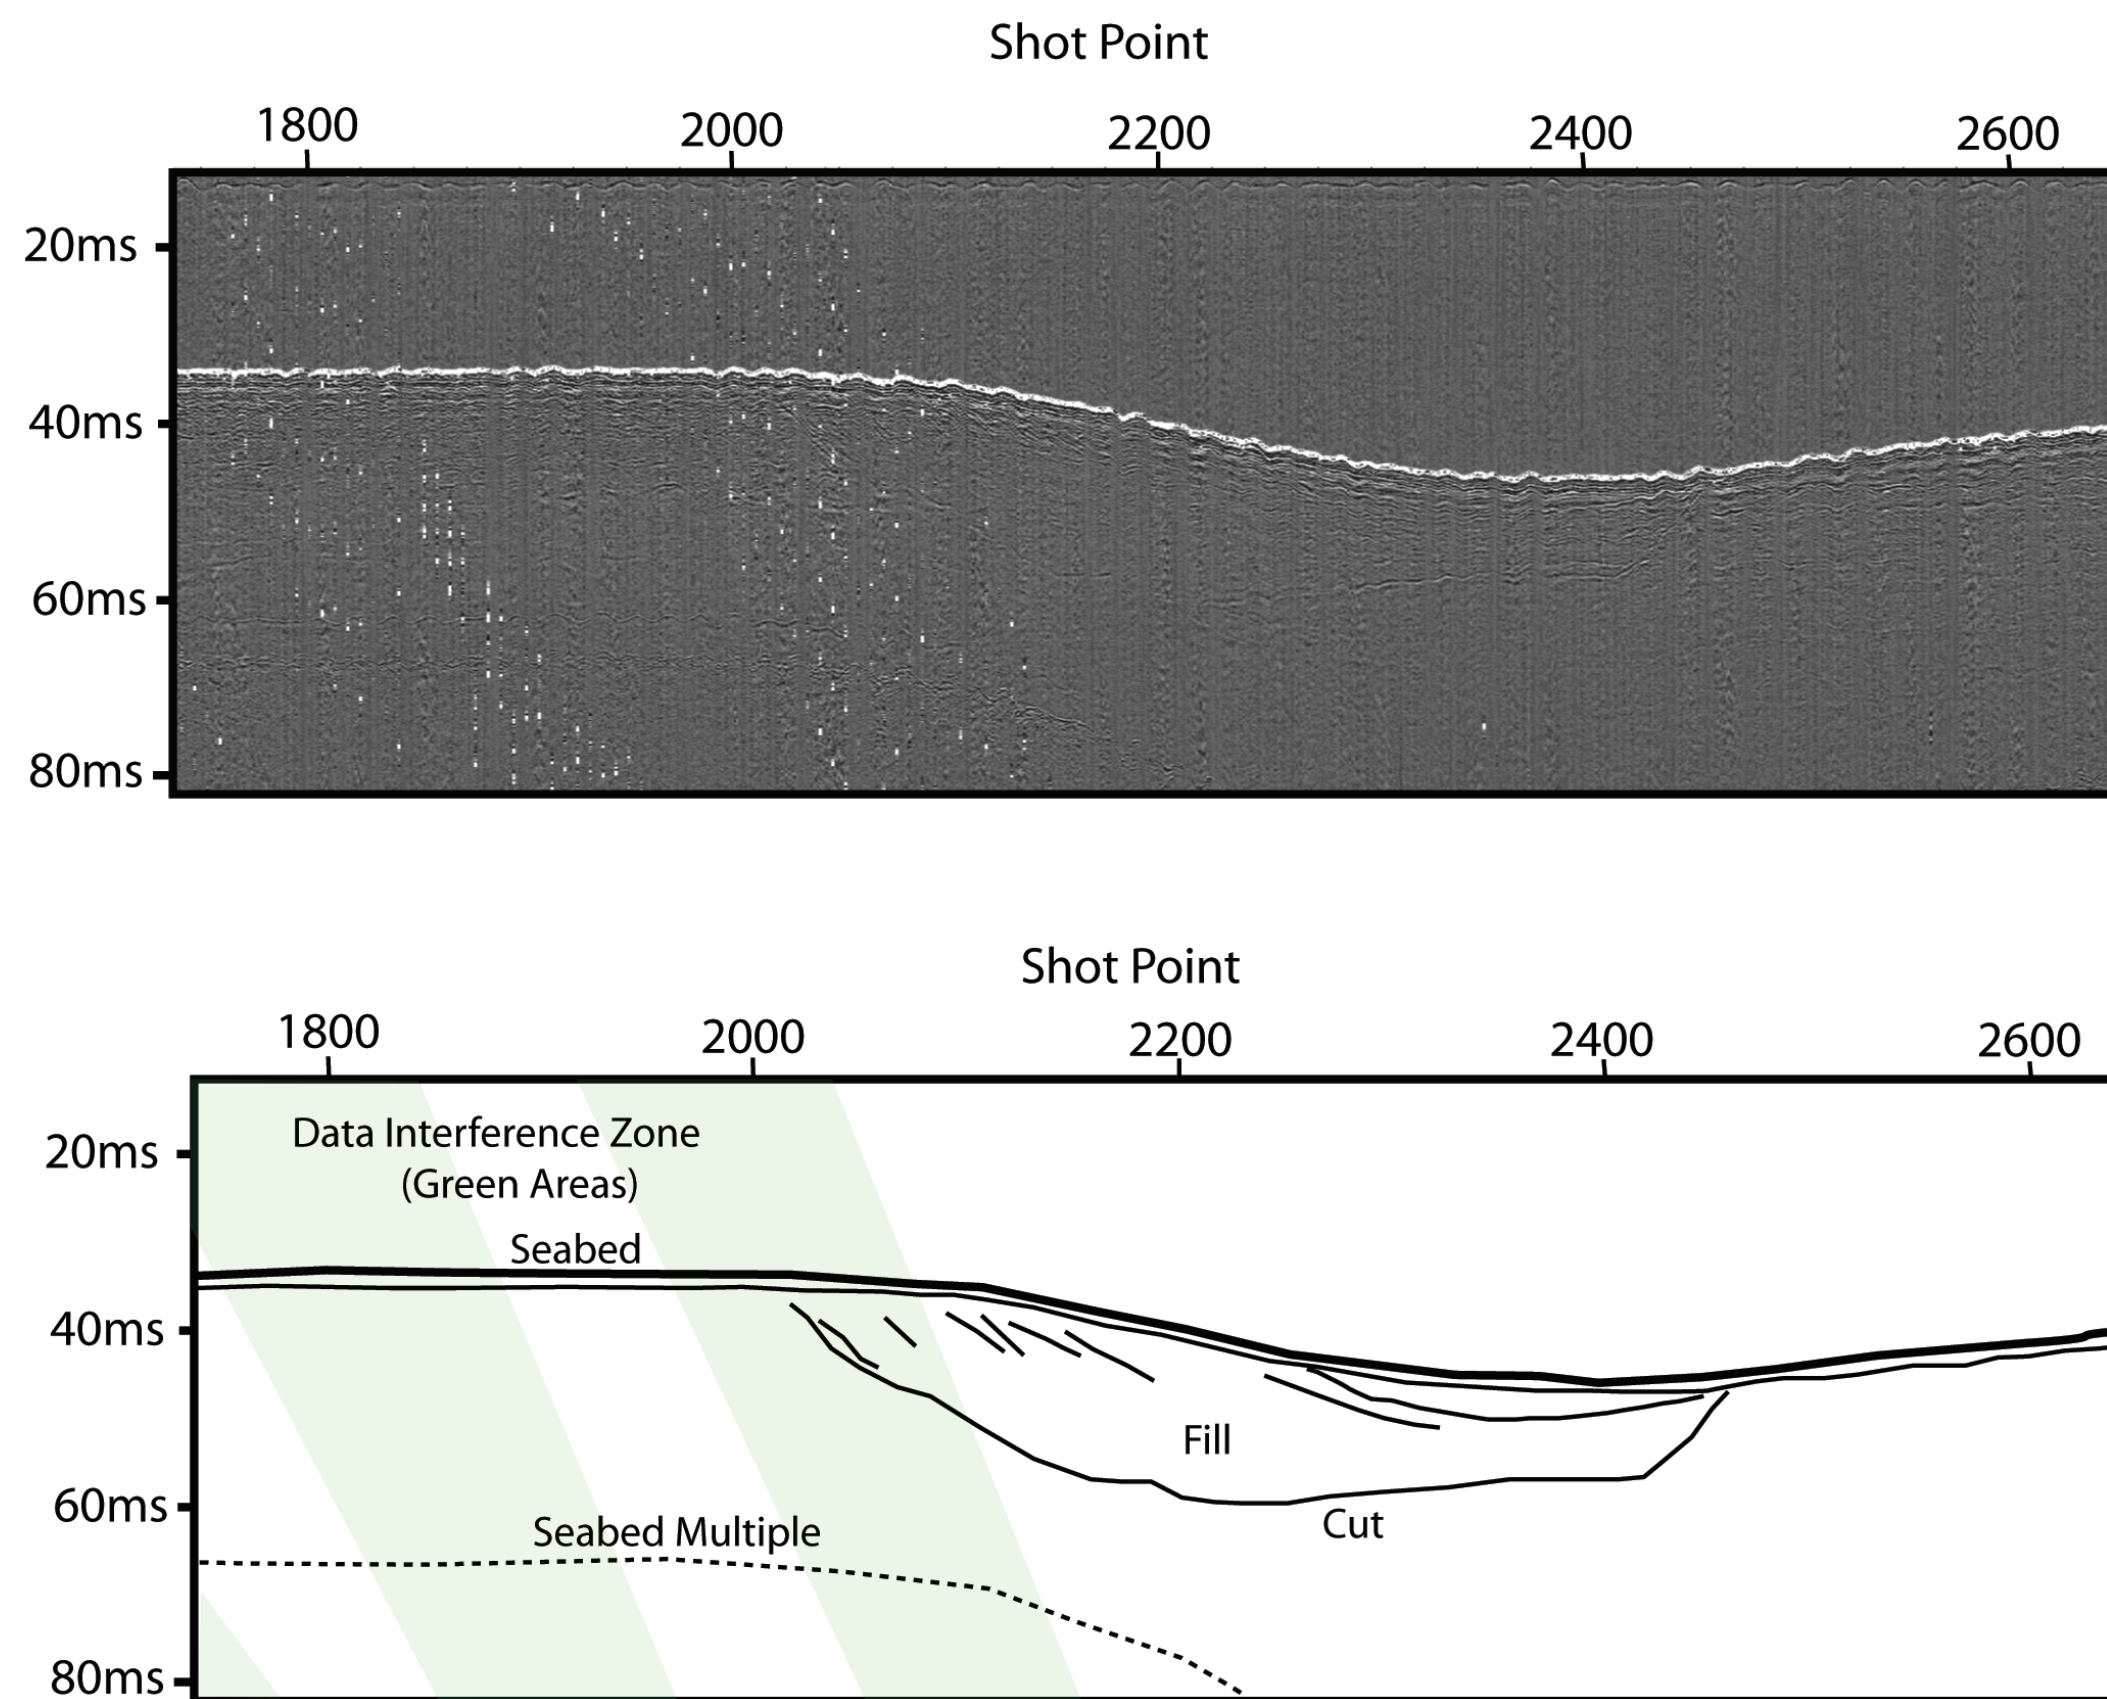 Shot Point
1800 2000 2200 2400 2600
20ms
40ms
60ms
80ms
Shot Point
1800 2000 2200 2400 2600
20ms
Data Interference Zone
(Green Areas)
Seabed
40ms
Fill
60ms
Cut
Seabed Multiple
80ms